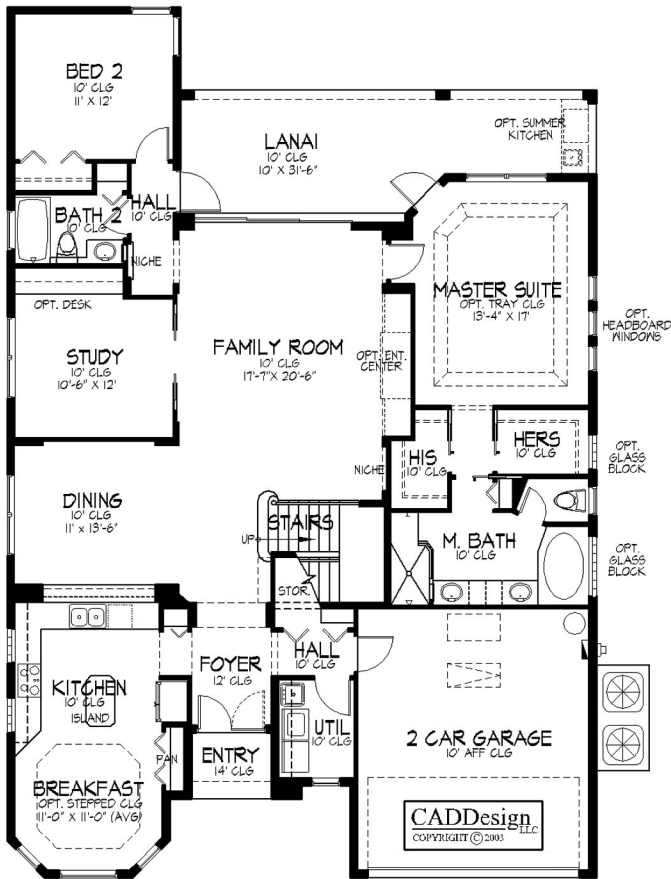 BED 2
10' CLG
11' X 12'
LANAI
10' CLG
10' X 31'-6"
OPT. SUMMER
KITCHEN
BATH 2
10' CLG
HALL
10' CLG
NICHE
MASTER SUITE
OPT. TRAY CLG
13'-4" X 17'
OPT.
HEADBOARD
WINDOWS
OPT. DESK
STUDY
10' CLG
10'-6" X 12'
FAMILY ROOM
10' CLG
17'-7" X 20'-6"
OPT. ENT.
CENTER
HIS
10' CLG
HERS
10' CLG
OPT.
GLASS
BLOCK
NICHE
DINING
10' CLG
11' x 13'-6"
STAIRS
UP
M. BATH
10' CLG
OPT.
GLASS
BLOCK
STOR.
HALL
10' CLG
FOYER
12' CLG
KITCHEN
10' CLG
ISLAND
UTIL
10' CLG
2 CAR GARAGE
10' AFF CLG
PAN
ENTRY
14' CLG
BREAKFAST
OPT. STEPPED CLG
11'-0" X 11'-0" (AVG)
CADDesign LLC
COPYRIGHT © 2003